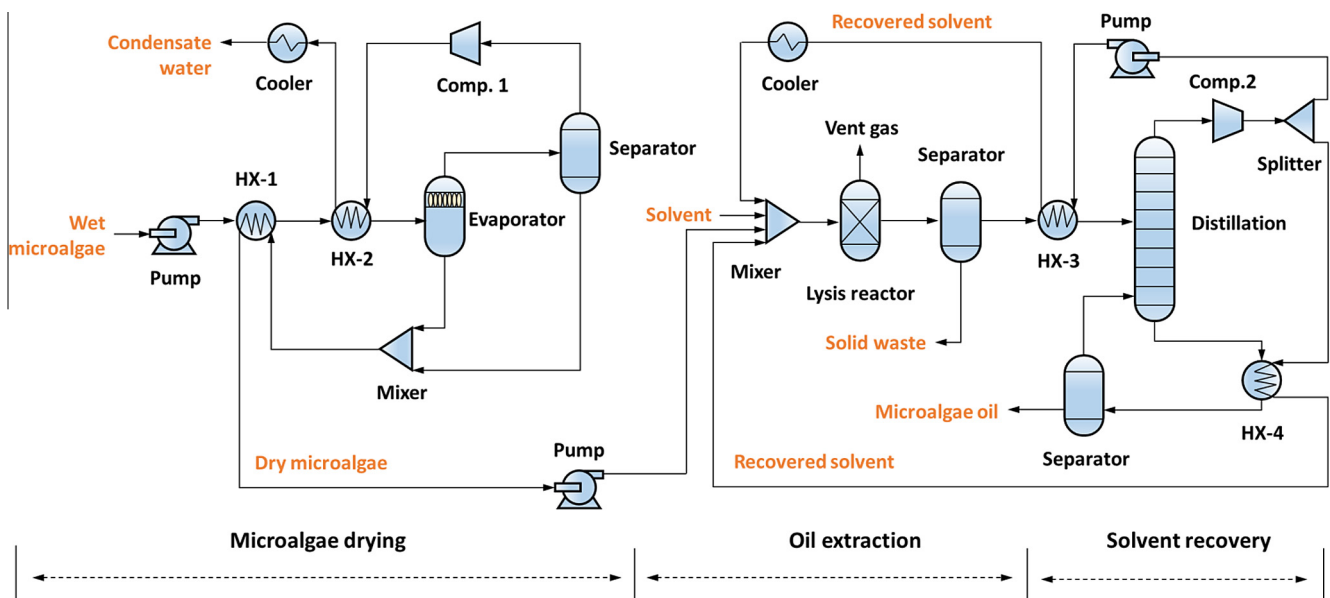 Condensate
water
Cooler
Comp. 1
Separator
HX-1
HX-2
Evaporator
Wet
microalgae
Pump
Mixer
Dry microalgae
Pump
Microalgae drying
Recovered solvent
Cooler
Vent gas
Separator
Solvent
Mixer
Lysis reactor
Solid waste
Recovered solvent
Oil extraction
Pump
Comp.2
Splitter
HX-3
Distillation
Microalgae oil
Separator
HX-4
Solvent recovery